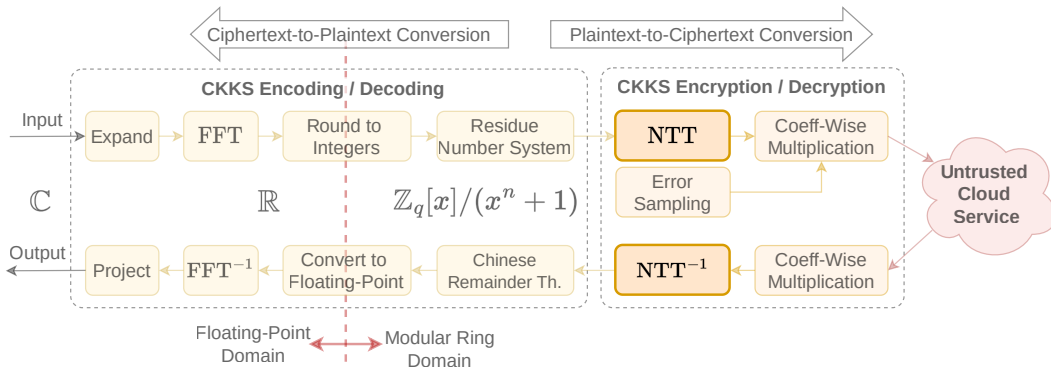 Ciphertext-to-Plaintext Conversion
Plaintext-to-Ciphertext Conversion
CKKS Encoding / Decoding
CKKS Encryption / Decryption
Input
Expand
FFT
Round to
Integers
Residue
Number System
NTT
Coeff-Wise
Multiplication
Error
Sampling
Untrusted
Cloud
Service
ℂ
ℝ
ℤ_q[x]/(x^n + 1)
Output
Project
FFT⁻¹
Convert to
Floating-Point
Chinese
Remainder Th.
NTT⁻¹
Coeff-Wise
Multiplication
Floating-Point
Domain
Modular Ring
Domain